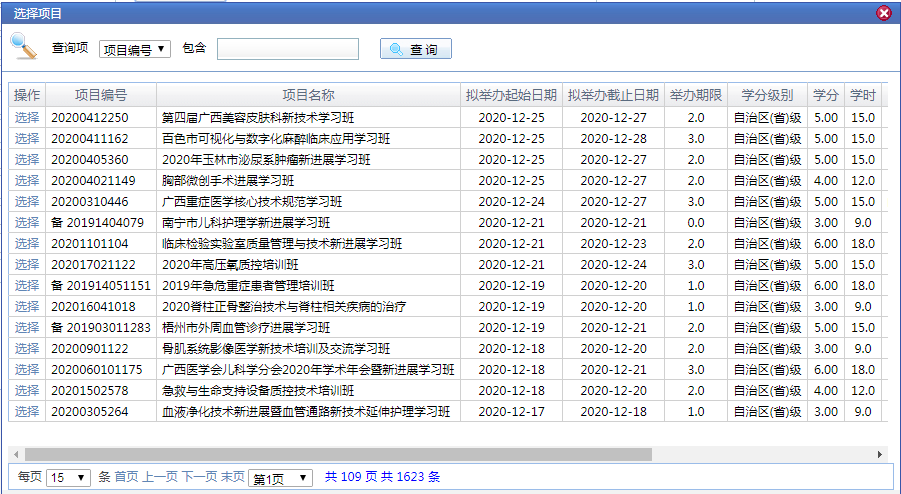 选择项目
查询项 项目编号 包含 查 询
操作 项目编号 项目名称 拟举办起始日期 拟举办截止日期 举办期限 学分级别 学分 学时
选择 20200412250 第四届广西美容皮肤科新技术学习班 2020-12-25 2020-12-27 2.0 自治区(省)级 5.00 15.0
选择 20200411162 百色市可视化与数字化麻醉临床应用学习班 2020-12-25 2020-12-28 3.0 自治区(省)级 5.00 15.0
选择 20200405360 2020年玉林市泌尿系肿瘤新进展学习班 2020-12-25 2020-12-27 2.0 自治区(省)级 5.00 15.0
选择 202004021149 胸部微创手术进展学习班 2020-12-25 2020-12-27 2.0 自治区(省)级 4.00 12.0
选择 20200310446 广西重症医学核心技术规范学习班 2020-12-24 2020-12-27 3.0 自治区(省)级 5.00 15.0
选择 备 20191404079 南宁市儿科护理学新进展学习班 2020-12-21 2020-12-21 0.0 自治区(省)级 3.00 9.0
选择 20201101104 临床检验实验室质量管理与技术新进展学习班 2020-12-21 2020-12-23 2.0 自治区(省)级 6.00 18.0
选择 202017021122 2020年高压氧质控培训班 2020-12-21 2020-12-24 3.0 自治区(省)级 5.00 15.0
选择 备 201914051151 2019年急危重症患者管理培训班 2020-12-19 2020-12-20 1.0 自治区(省)级 6.00 18.0
选择 202016041018 2020脊柱正骨整治技术与脊柱相关疾病的治疗 2020-12-19 2020-12-20 1.0 自治区(省)级 3.00 9.0
选择 备 201903011283 梧州市外周血管诊疗进展学习班 2020-12-19 2020-12-21 2.0 自治区(省)级 5.00 15.0
选择 20200901122 骨肌系统影像医学新技术培训及交流学习班 2020-12-18 2020-12-20 2.0 自治区(省)级 3.00 9.0
选择 2020060101175 广西医学会儿科学分会2020年学术年会暨新进展学习班 2020-12-18 2020-12-21 3.0 自治区(省)级 6.00 18.0
选择 20201502578 急救与生命支持设备质控技术培训班 2020-12-18 2020-12-20 2.0 自治区(省)级 4.00 12.0
选择 20200305264 血液净化技术新进展暨血管通路新技术延伸护理学习班 2020-12-17 2020-12-18 1.0 自治区(省)级 3.00 9.0
每页 15 条 首页 上一页 下一页 末页 第1页 共 109 页 共 1623 条